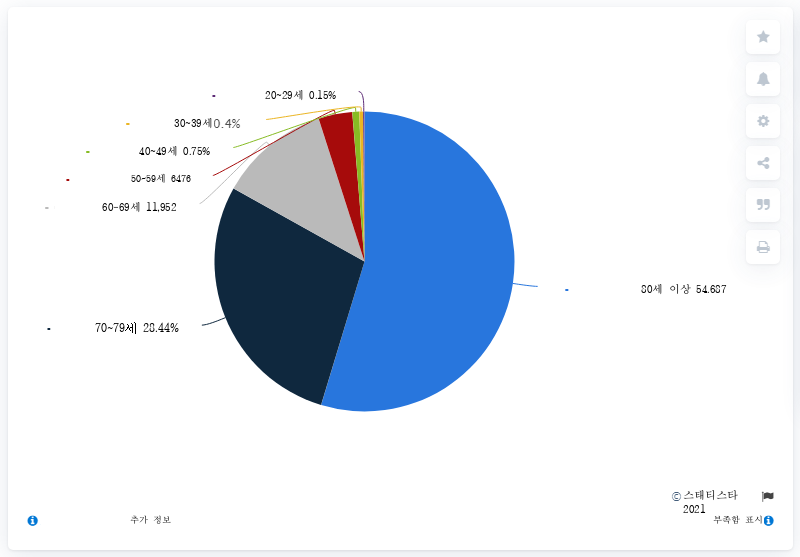 20~29세 0.15%
30~39세0.4%
40~49세 0.75%
50~59세 6476
60~69세 11,952
80세 이상 54.687
70~79세 28.44%
© 스태티스타
2021
추가 정보
부족함 표시